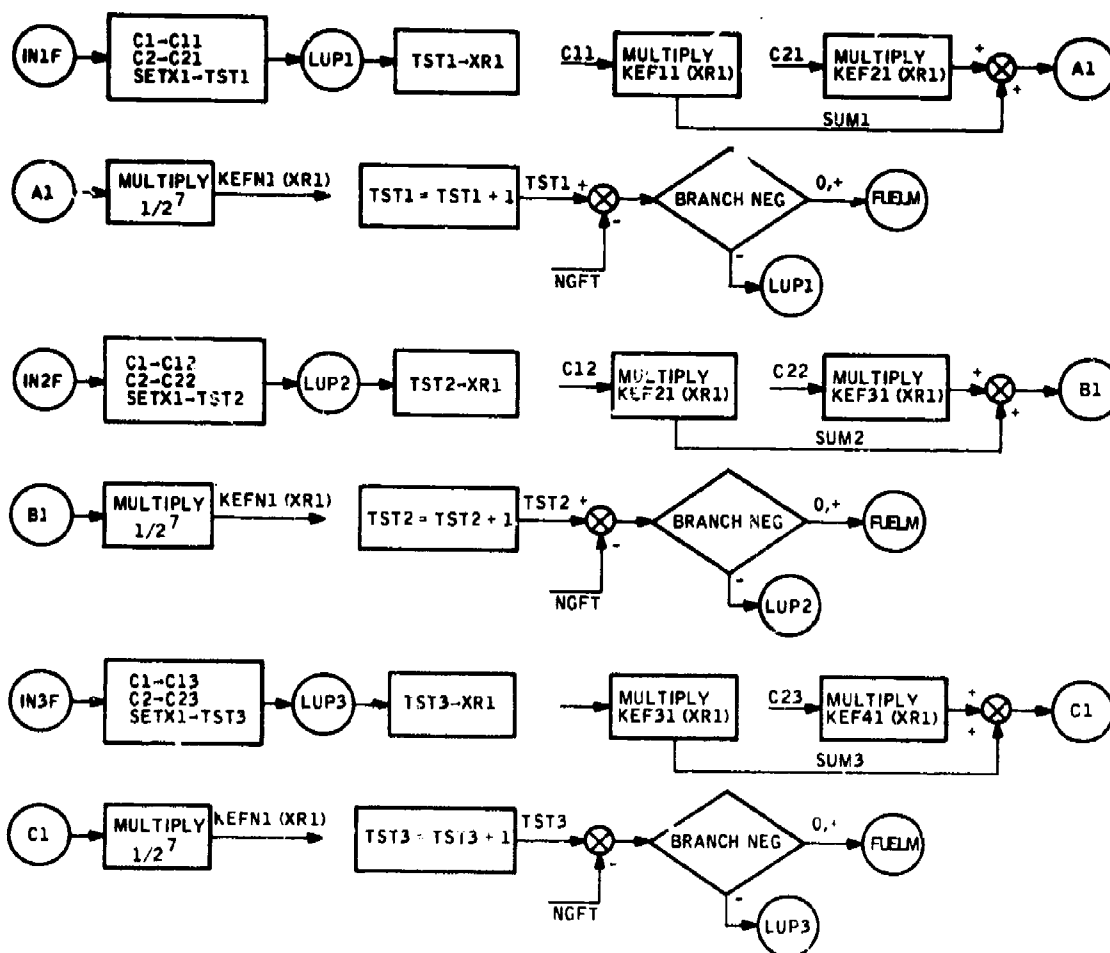 IN1F
C1→C11
C2→C21
SETX1→TST1
LUP1
TST1→XR1
C11
MULTIPLY
KEF11 (XR1)
C21
MULTIPLY
KEF21 (XR1)
+
+
SUM1
A1
A1
MULTIPLY
1/2⁷
KEFN1 (XR1)
TST1 = TST1 + 1
TST1 +
-
NGFT
BRANCH NEG
0,+
FUELM
-
LUP1
IN2F
C1→C12
C2→C22
SETX1→TST2
LUP2
TST2→XR1
C12
MULTIPLY
KEF21 (XR1)
C22
MULTIPLY
KEF31 (XR1)
+
+
SUM2
B1
B1
MULTIPLY
1/2⁷
KEFN1 (XR1)
TST2 = TST2 + 1
TST2 +
-
NGFT
BRANCH NEG
0,+
FUELM
-
LUP2
IN3F
C1→C13
C2→C23
SETX1→TST3
LUP3
TST3→XR1
MULTIPLY
KEF31 (XR1)
C23
MULTIPLY
KEF41 (XR1)
+
+
SUM3
C1
C1
MULTIPLY
1/2⁷
KEFN1 (XR1)
TST3 = TST3 + 1
TST3
-
NGFT
BRANCH NEG
0,+
FUELM
-
LUP3